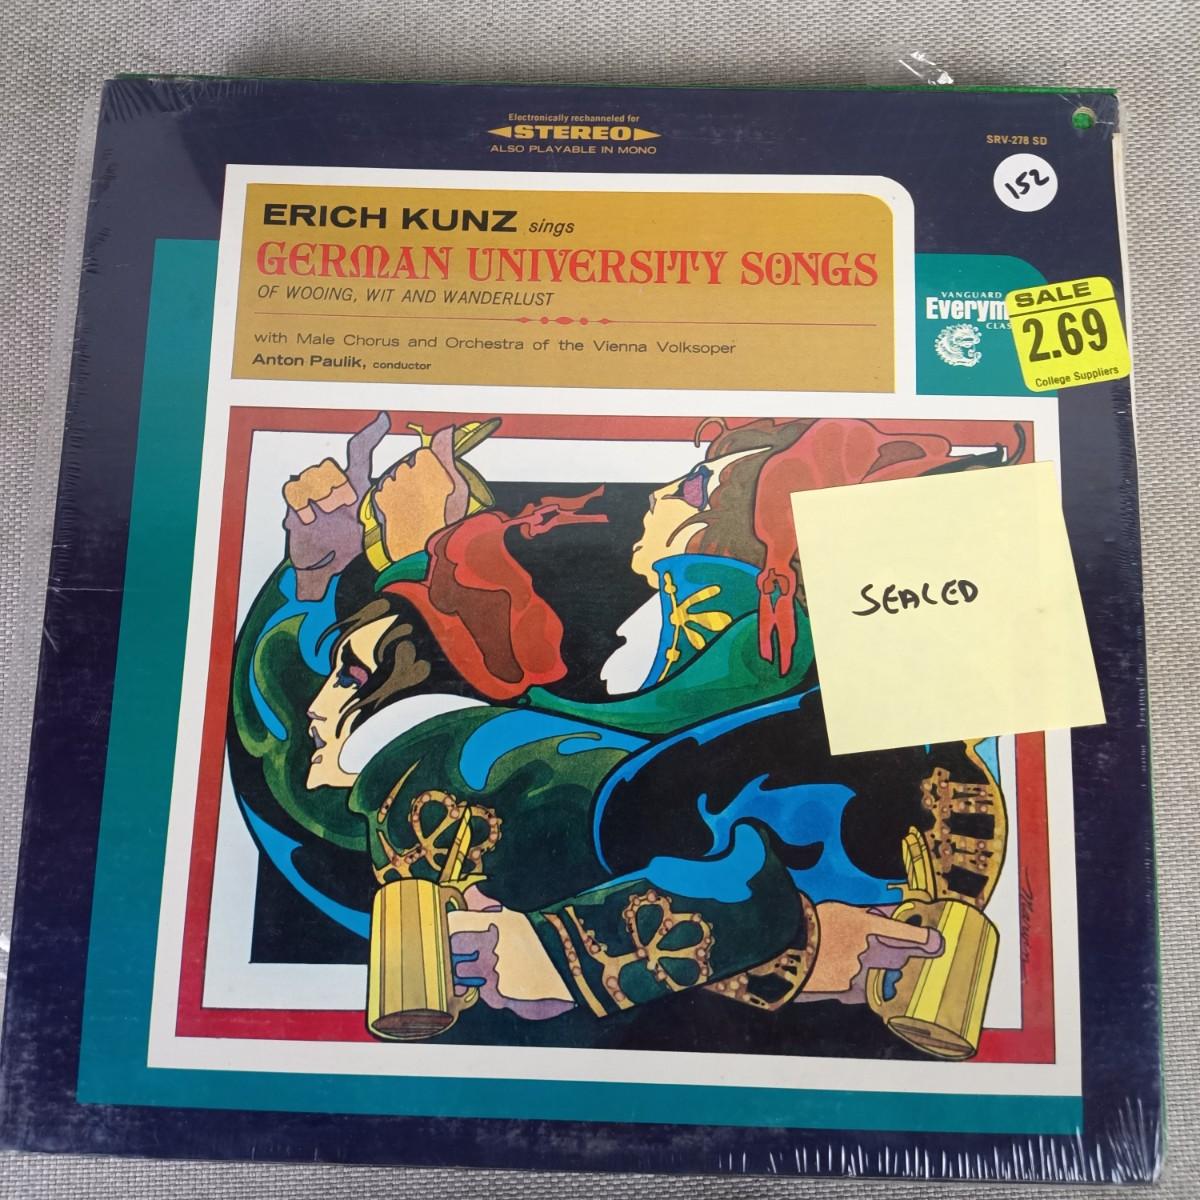 Electronically rechanneled for
STEREO
ALSO PLAYABLE IN MONO
SRV-278 SD
152
ERICH KUNZ sings
GERMAN UNIVERSITY SONGS
OF WOOING, WIT AND WANDERLUST
with Male Chorus and Orchestra of the Vienna Volksoper
Anton Paulik, conductor
VANGUARD
Everym
CLAS
SALE
2.69
College Suppliers
SEALED